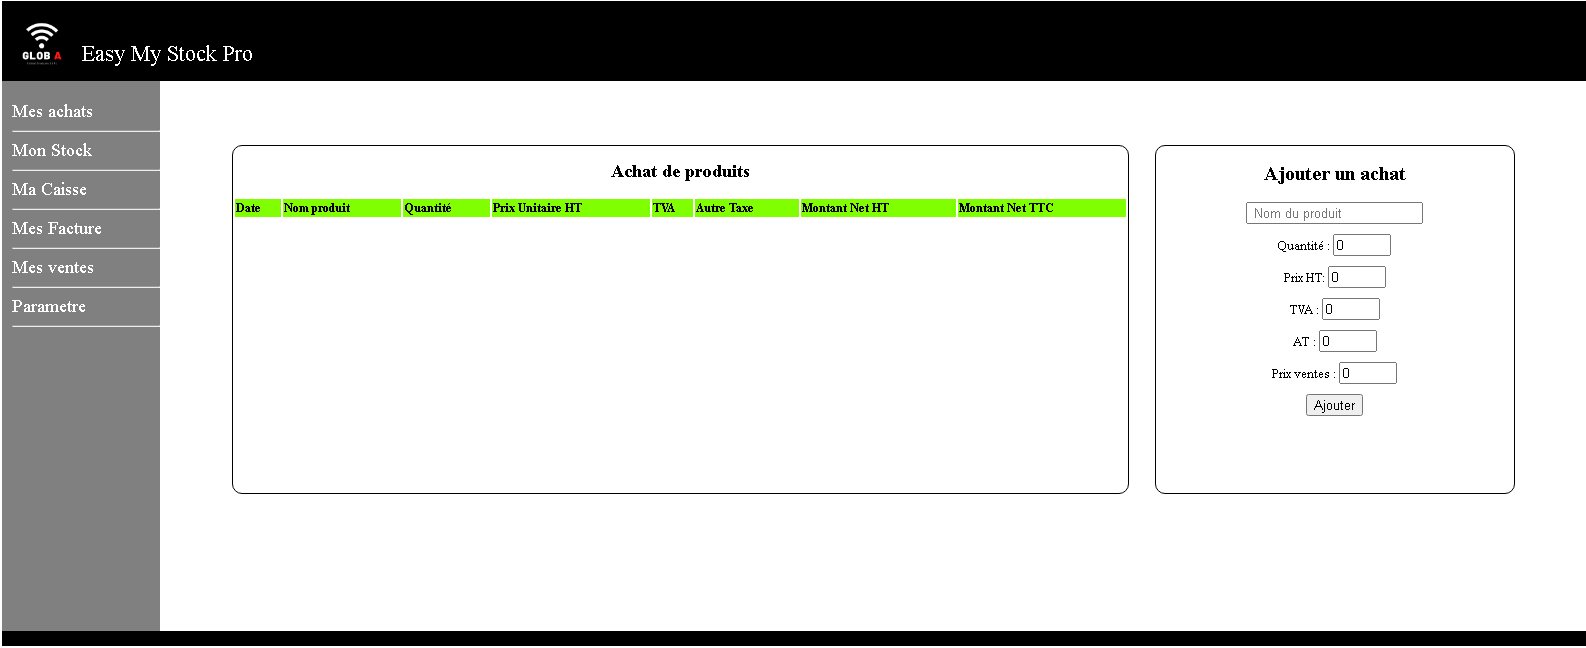 GLOB A
Easy My Stock Pro
Mes achats
Mon Stock
Ma Caisse
Mes Facture
Mes ventes
Parametre
Achat de produits
Date Nom produit Quantité Prix Unitaire HT TVA Autre Taxe Montant Net HT Montant Net TTC
Ajouter un achat
Nom du produit
Quantité : 0
Prix HT: 0
TVA : 0
AT : 0
Prix ventes : 0
Ajouter